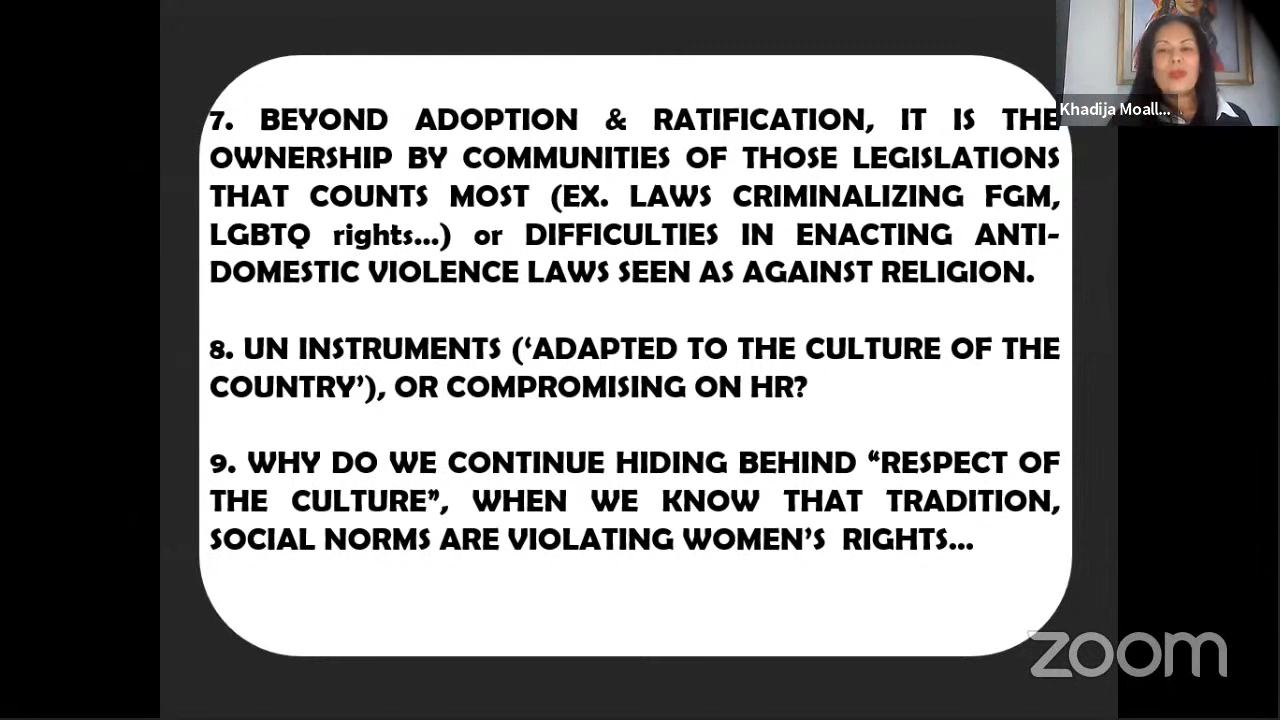 7. BEYOND ADOPTION & RATIFICATION, IT IS THE
OWNERSHIP BY COMMUNITIES OF THOSE LEGISLATIONS
THAT COUNTS MOST (EX. LAWS CRIMINALIZING FGM,
LGBTQ rights...) or DIFFICULTIES IN ENACTING ANTI-
DOMESTIC VIOLENCE LAWS SEEN AS AGAINST RELIGION.
8. UN INSTRUMENTS (‘ADAPTED TO THE CULTURE OF THE
COUNTRY’), OR COMPROMISING ON HR?
9. WHY DO WE CONTINUE HIDING BEHIND “RESPECT OF
THE CULTURE”, WHEN WE KNOW THAT TRADITION,
SOCIAL NORMS ARE VIOLATING WOMEN’S RIGHTS...
Khadija Moall...
zoom